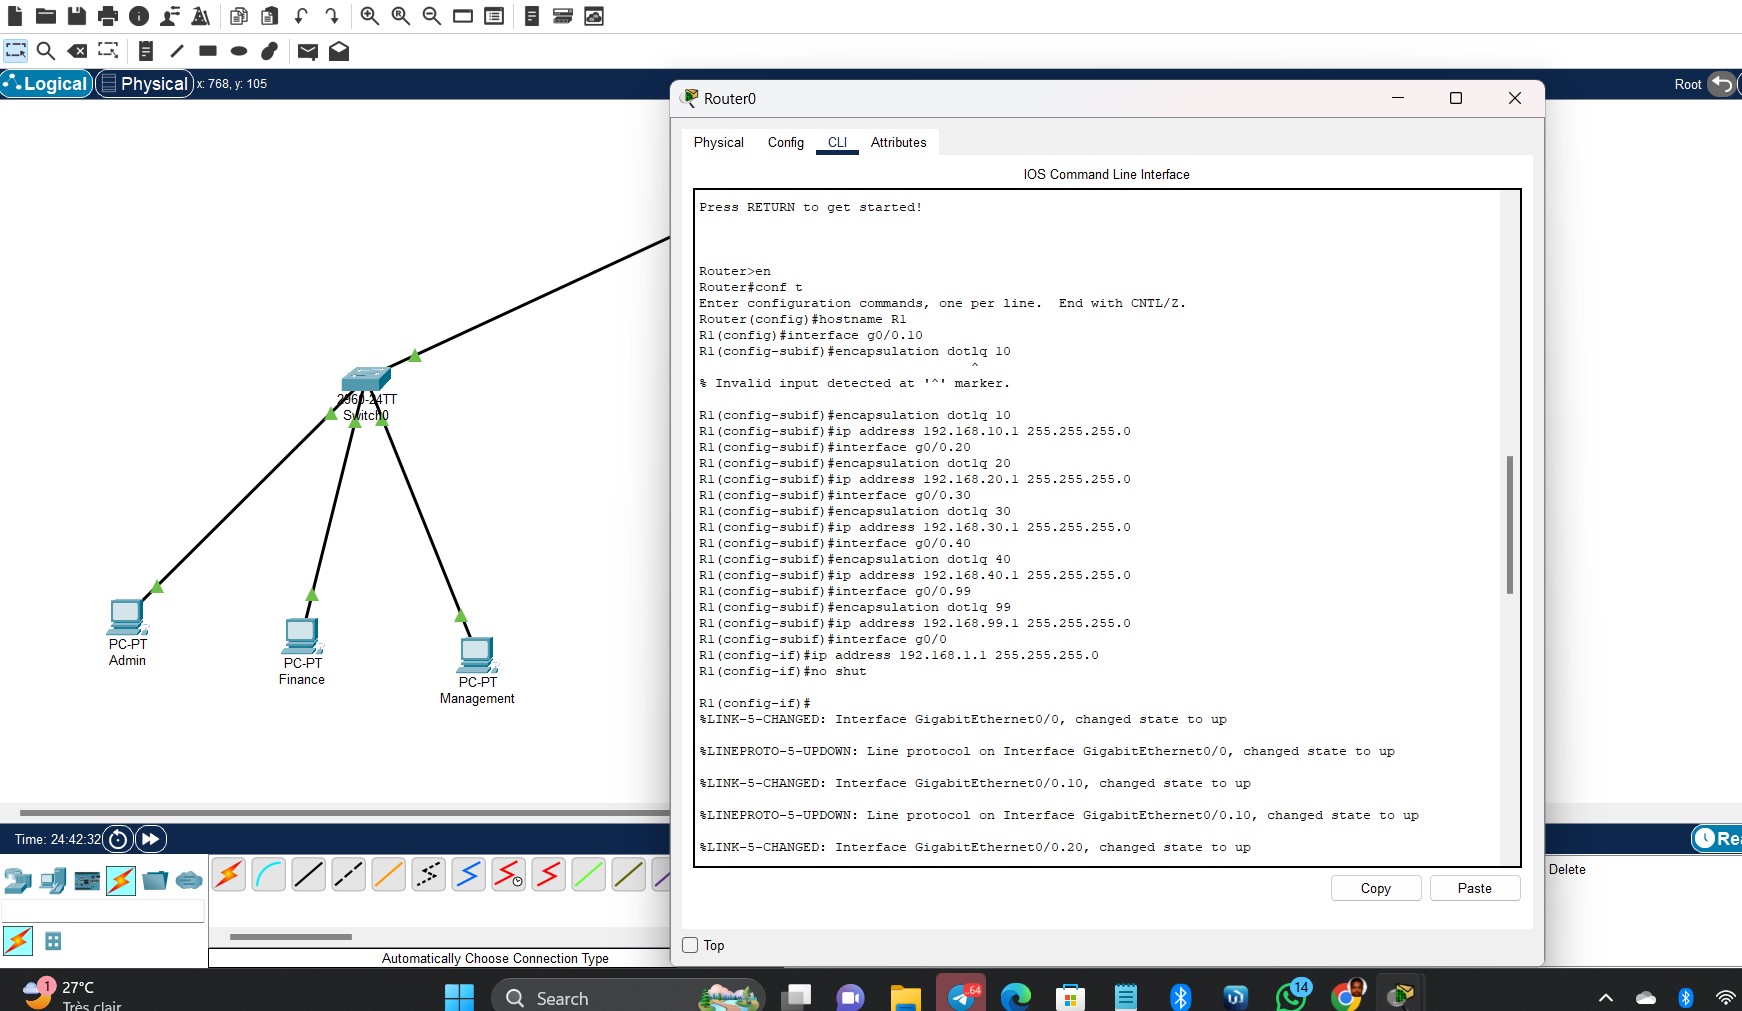 Logical
Physical
x: 768, y: 105
Root
2960-24TT
Switch0
PC-PT
Admin
PC-PT
Finance
PC-PT
Management
Router0
Physical
Config
CLI
Attributes
IOS Command Line Interface
Press RETURN to get started!
Router>en
Router#conf t
Enter configuration commands, one per line.  End with CNTL/Z.
Router(config)#hostname R1
R1(config)#interface g0/0.10
R1(config-subif)#encapsulation dotlq 10
^
% Invalid input detected at '^' marker.
R1(config-subif)#encapsulation dot1q 10
R1(config-subif)#ip address 192.168.10.1 255.255.255.0
R1(config-subif)#interface g0/0.20
R1(config-subif)#encapsulation dot1q 20
R1(config-subif)#ip address 192.168.20.1 255.255.255.0
R1(config-subif)#interface g0/0.30
R1(config-subif)#encapsulation dot1q 30
R1(config-subif)#ip address 192.168.30.1 255.255.255.0
R1(config-subif)#interface g0/0.40
R1(config-subif)#encapsulation dot1q 40
R1(config-subif)#ip address 192.168.40.1 255.255.255.0
R1(config-subif)#interface g0/0.99
R1(config-subif)#encapsulation dot1q 99
R1(config-subif)#ip address 192.168.99.1 255.255.255.0
R1(config-subif)#interface g0/0
R1(config-if)#ip address 192.168.1.1 255.255.255.0
R1(config-if)#no shut
R1(config-if)#
%LINK-5-CHANGED: Interface GigabitEthernet0/0, changed state to up
%LINEPROTO-5-UPDOWN: Line protocol on Interface GigabitEthernet0/0, changed state to up
%LINK-5-CHANGED: Interface GigabitEthernet0/0.10, changed state to up
%LINEPROTO-5-UPDOWN: Line protocol on Interface GigabitEthernet0/0.10, changed state to up
%LINK-5-CHANGED: Interface GigabitEthernet0/0.20, changed state to up
Copy
Paste
Top
Time: 24:42:32
Rea
Delete
Automatically Choose Connection Type
1
27°C
Très clair
Search
64
14